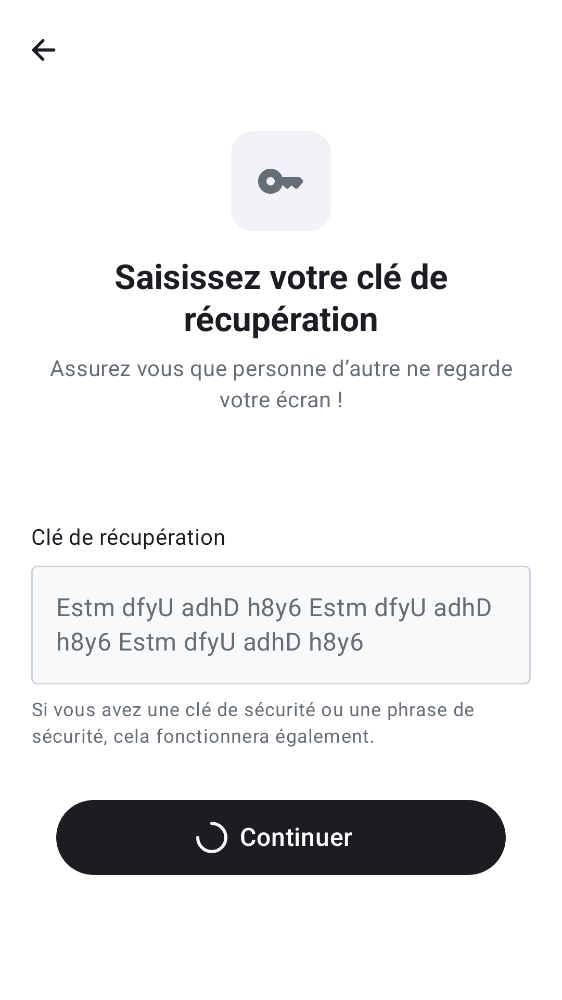 Saisissez votre clé de
récupération
Assurez vous que personne d’autre ne regarde
votre écran !
Clé de récupération
Estm dfyU adhD h8y6 Estm dfyU adhD
h8y6 Estm dfyU adhD h8y6
Si vous avez une clé de sécurité ou une phrase de
sécurité, cela fonctionnera également.
Continuer